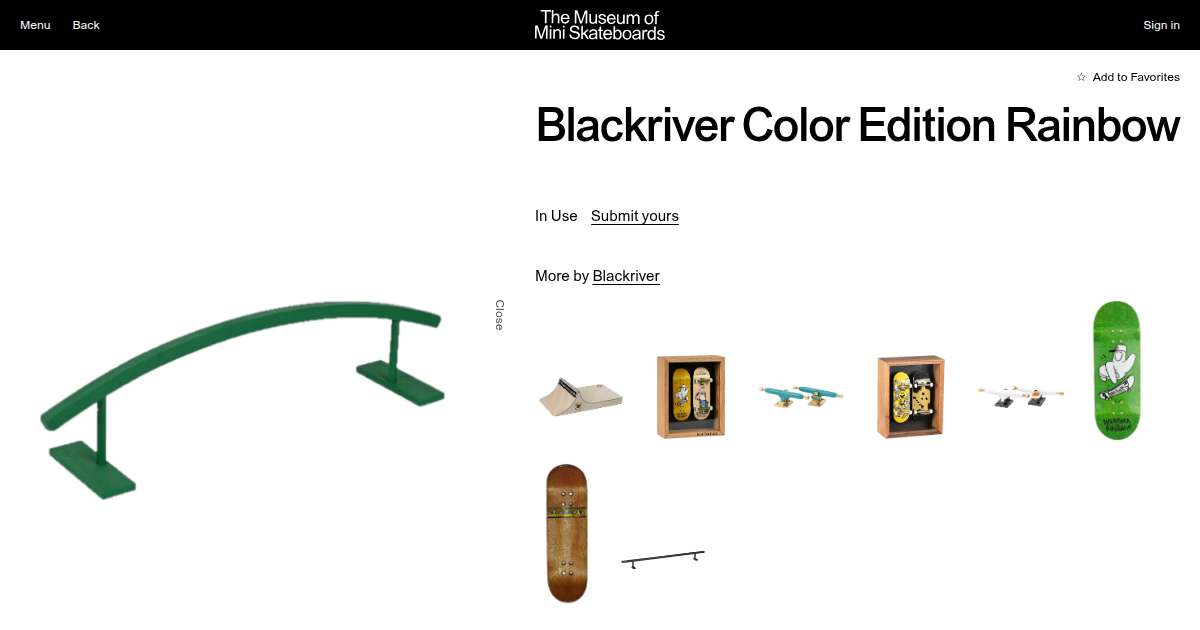 Menu
Back
The Museum of
Mini Skateboards
Sign in
☆ Add to Favorites
Blackriver Color Edition Rainbow
In Use Submit yours
More by Blackriver
Close